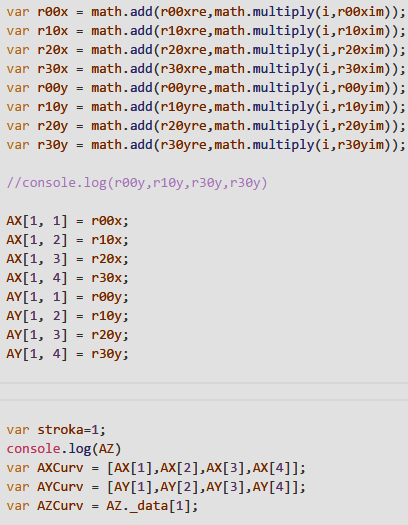 var r00x = math.add(r00xre,math.multiply(i,r00xim));
var r10x = math.add(r10xre,math.multiply(i,r10xim));
var r20x = math.add(r20xre,math.multiply(i,r20xim));
var r30x = math.add(r30xre,math.multiply(i,r30xim));
var r00y = math.add(r00yre,math.multiply(i,r00yim));
var r10y = math.add(r10yre,math.multiply(i,r10yim));
var r20y = math.add(r20yre,math.multiply(i,r20yim));
var r30y = math.add(r30yre,math.multiply(i,r30yim));
//console.log(r00y,r10y,r30y,r30y)
AX[1, 1] = r00x;
AX[1, 2] = r10x;
AX[1, 3] = r20x;
AX[1, 4] = r30x;
AY[1, 1] = r00y;
AY[1, 2] = r10y;
AY[1, 3] = r20y;
AY[1, 4] = r30y;
var stroka=1;
console.log(AZ)
var AXCurv = [AX[1],AX[2],AX[3],AX[4]];
var AYCurv = [AY[1],AY[2],AY[3],AY[4]];
var AZCurv = AZ._data[1];